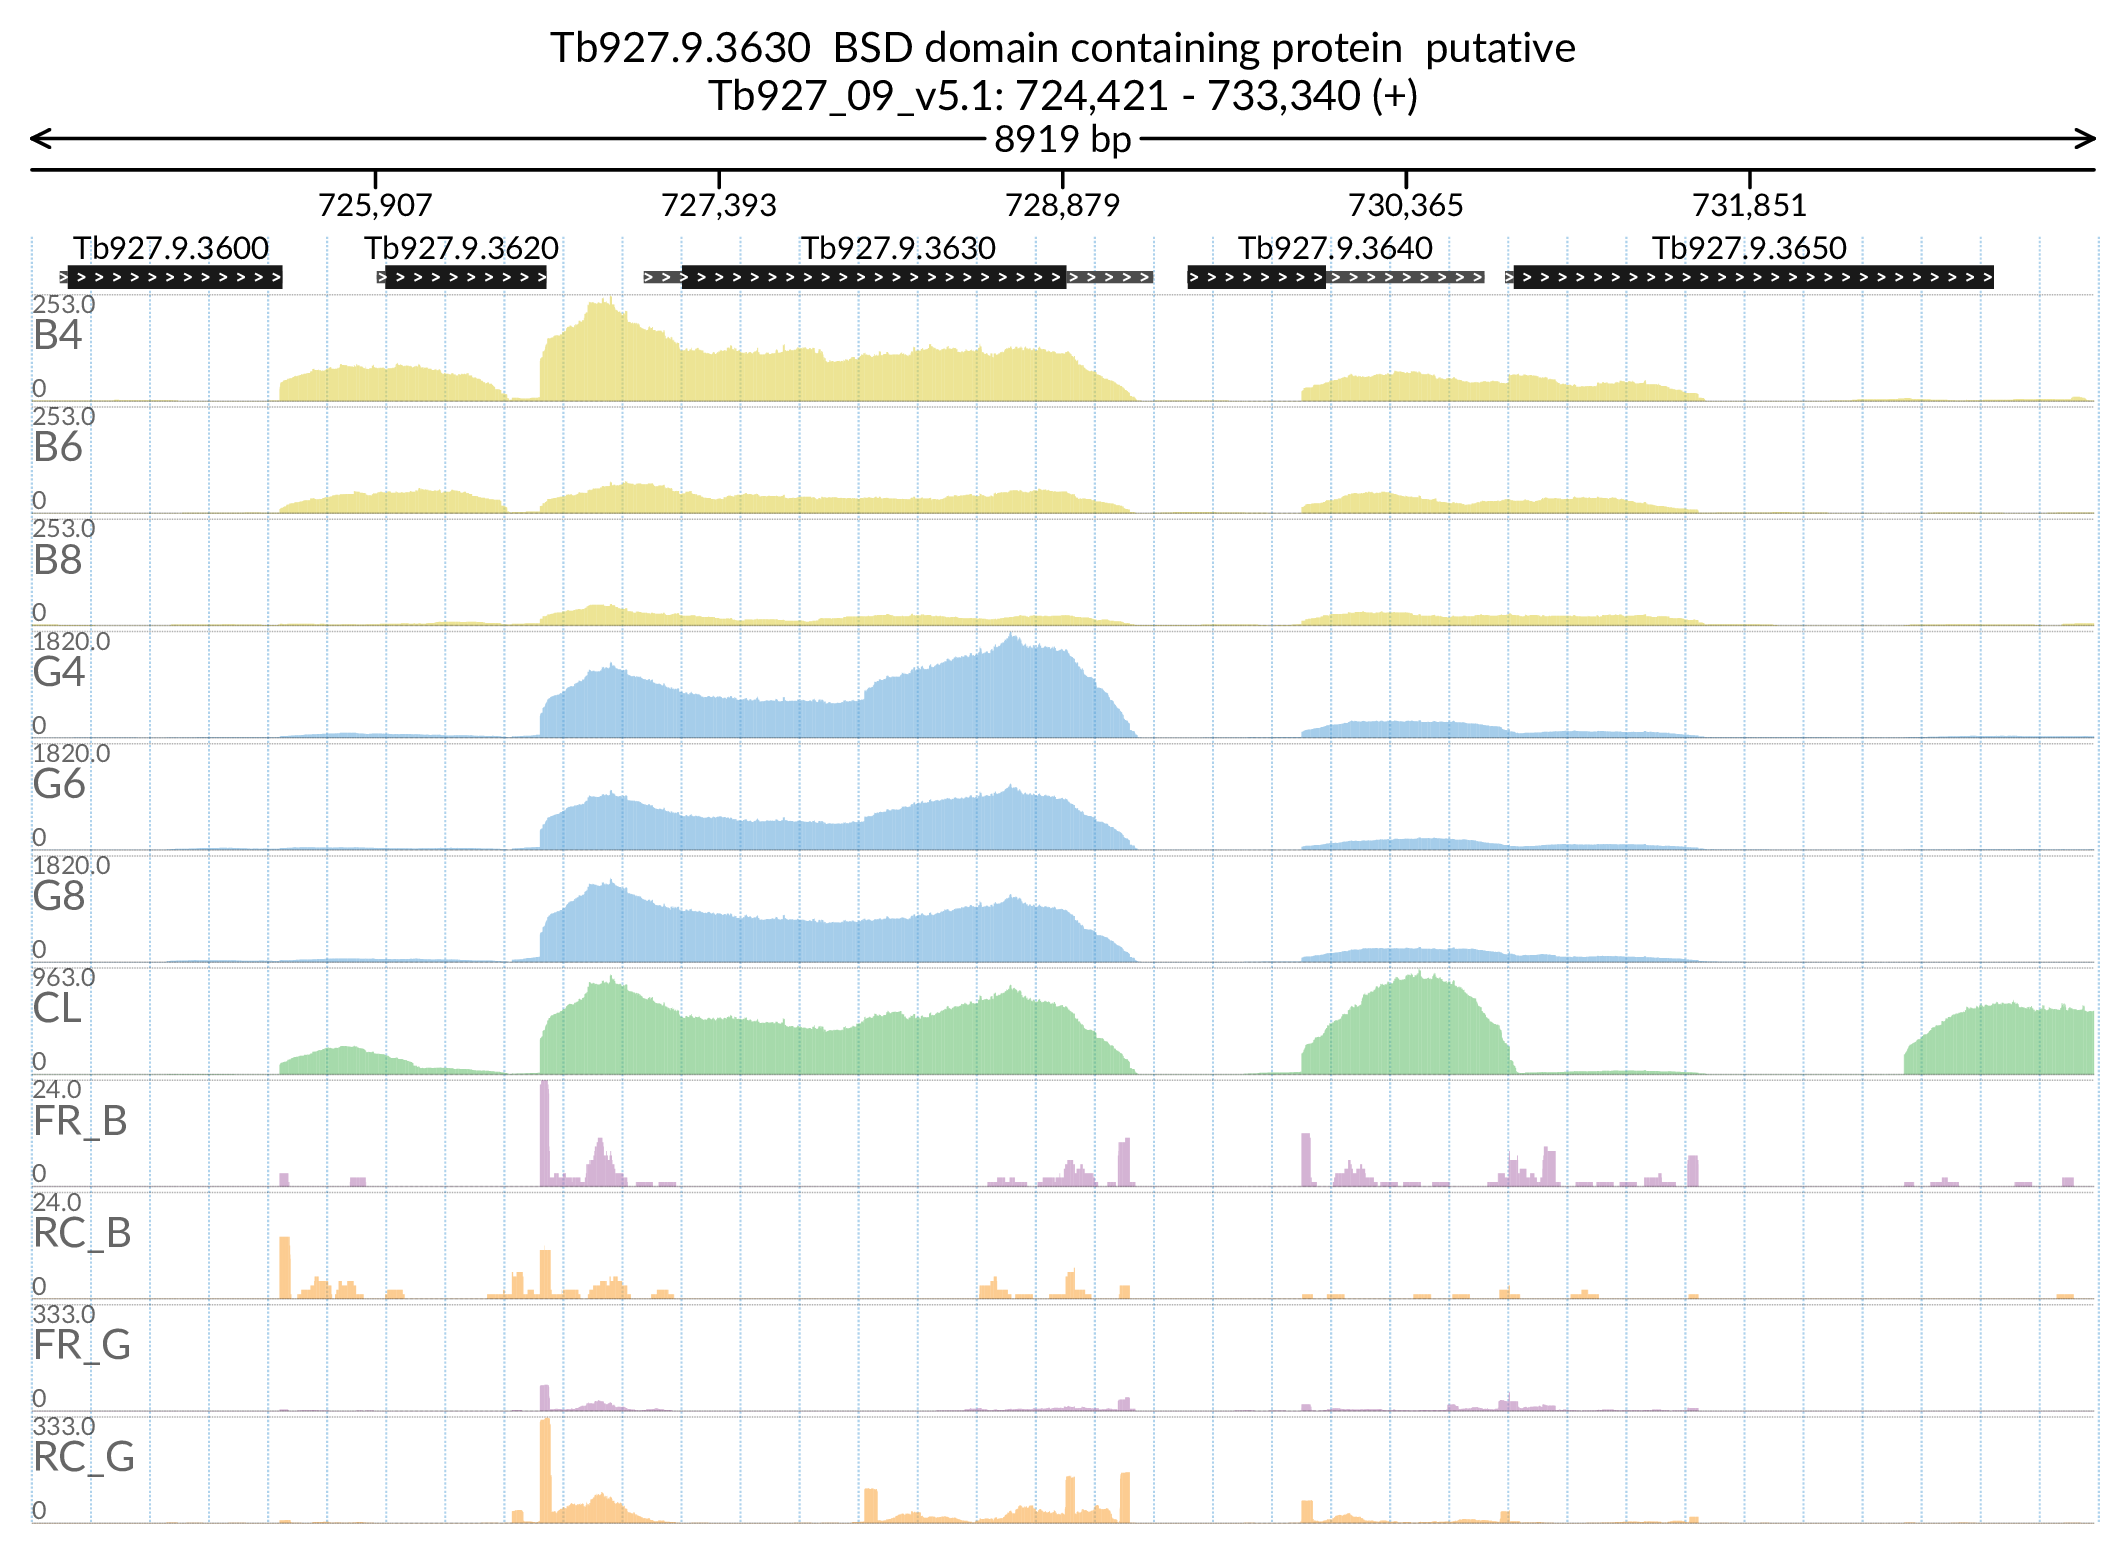 Tb927.9.3630  BSD domain containing protein  putative
Tb927_09_v5.1: 724,421 - 733,340 (+)
8919 bp
725,907 727,393 728,879 730,365 731,851
Tb927.9.3600 Tb927.9.3620 Tb927.9.3630 Tb927.9.3640 Tb927.9.3650
253.0
B4
0
253.0
B6
0
253.0
B8
0
1820.0
G4
0
1820.0
G6
0
1820.0
G8
0
963.0
CL
0
24.0
FR_B
0
24.0
RC_B
0
333.0
FR_G
0
333.0
RC_G
0